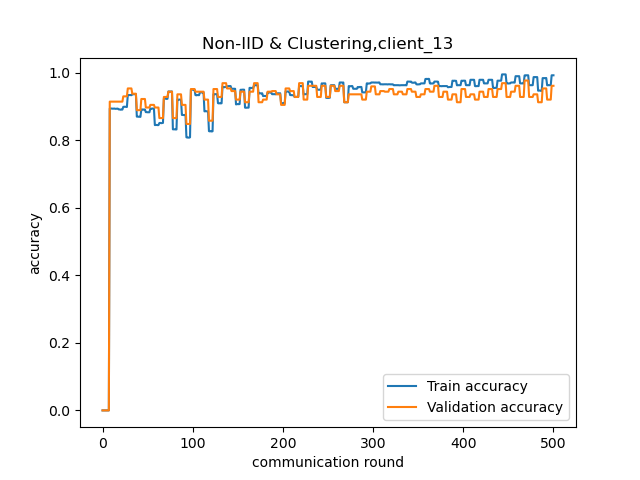 Non-IID & Clustering,client_13
accuracy
1.0
0.8
0.6
0.4
0.2
0.0
Train accuracy
Validation accuracy
0 100 200 300 400 500
communication round